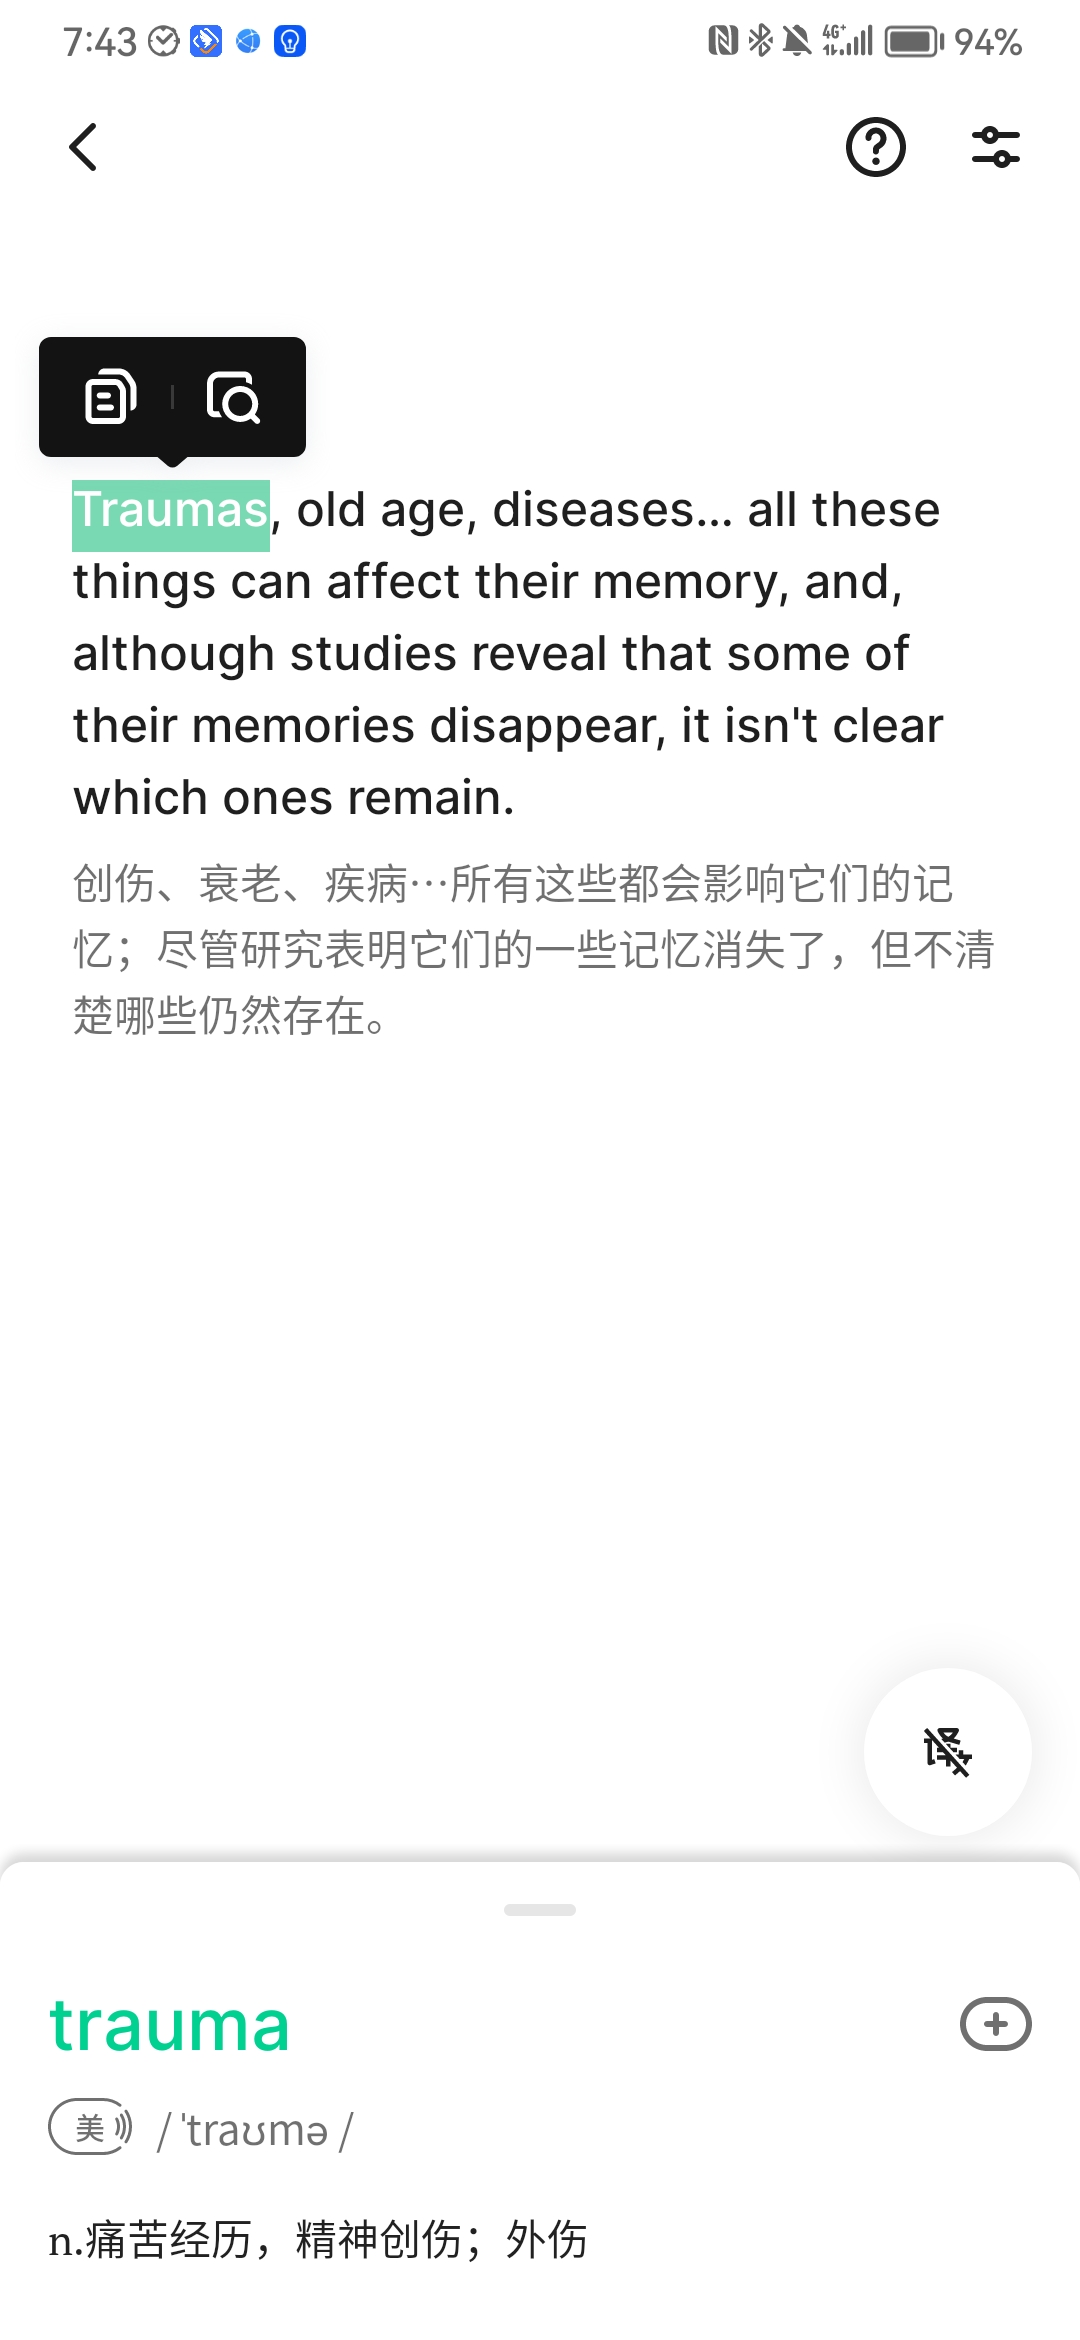 7:43
4G+
94%
Traumas, old age, diseases... all these
things can affect their memory, and,
although studies reveal that some of
their memories disappear, it isn't clear
which ones remain.
创伤、衰老、疾病…所有这些都会影响它们的记
忆；尽管研究表明它们的一些记忆消失了，但不清
楚哪些仍然存在。
译
trauma
美 / ˈtraʊmə /
n.痛苦经历，精神创伤；外伤